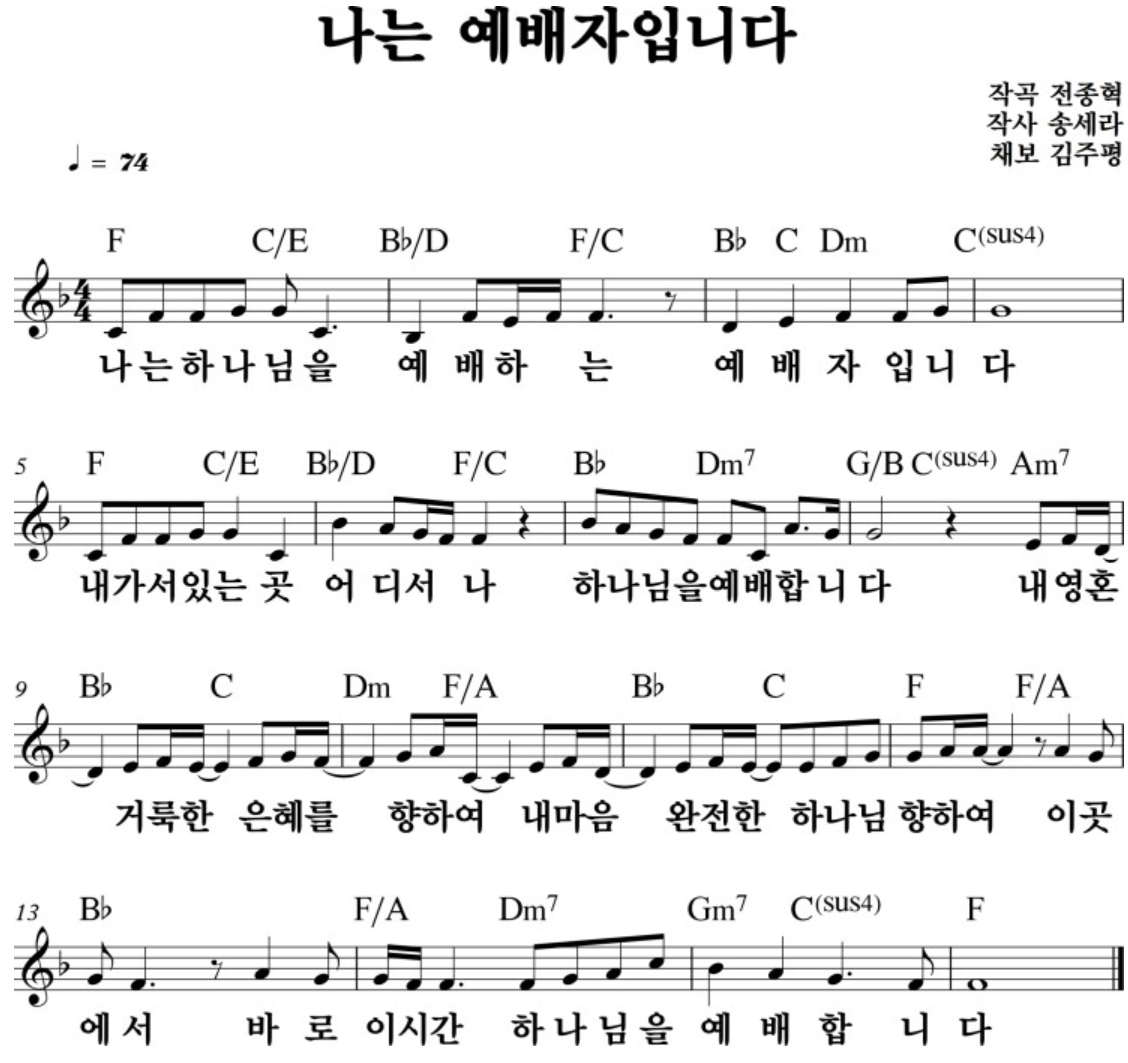 나는 예배자입니다
작곡 전종혁
작사 송세라
채보 김주평
♩ = 74
F C/E B♭/D F/C B♭ C Dm C(sus4)
4/4
나는하나님을 예 배하 는 예 배 자 입니 다
5 F C/E B♭/D F/C B♭ Dm7 G/B C(sus4) Am7
내가서있는 곳 어 디서 나 하나님을예배합 니 다 내영혼
9 B♭ C Dm F/A B♭ C F F/A
거룩한 은혜를 향하여 내마음 완전한 하나님 향하여 이곳
13 B♭ F/A Dm7 Gm7 C(sus4) F
에 서 바 로 이시간 하 나 님 을 예 배 합 니 다